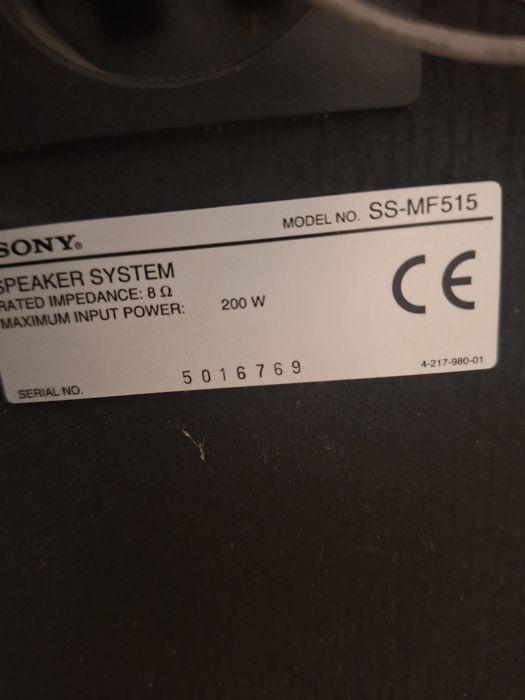 SONY®
MODEL NO. SS-MF515
SPEAKER SYSTEM
RATED IMPEDANCE: 8 Ω
MAXIMUM INPUT POWER: 200 W
CE
SERIAL NO. 5016769
4-217-980-01